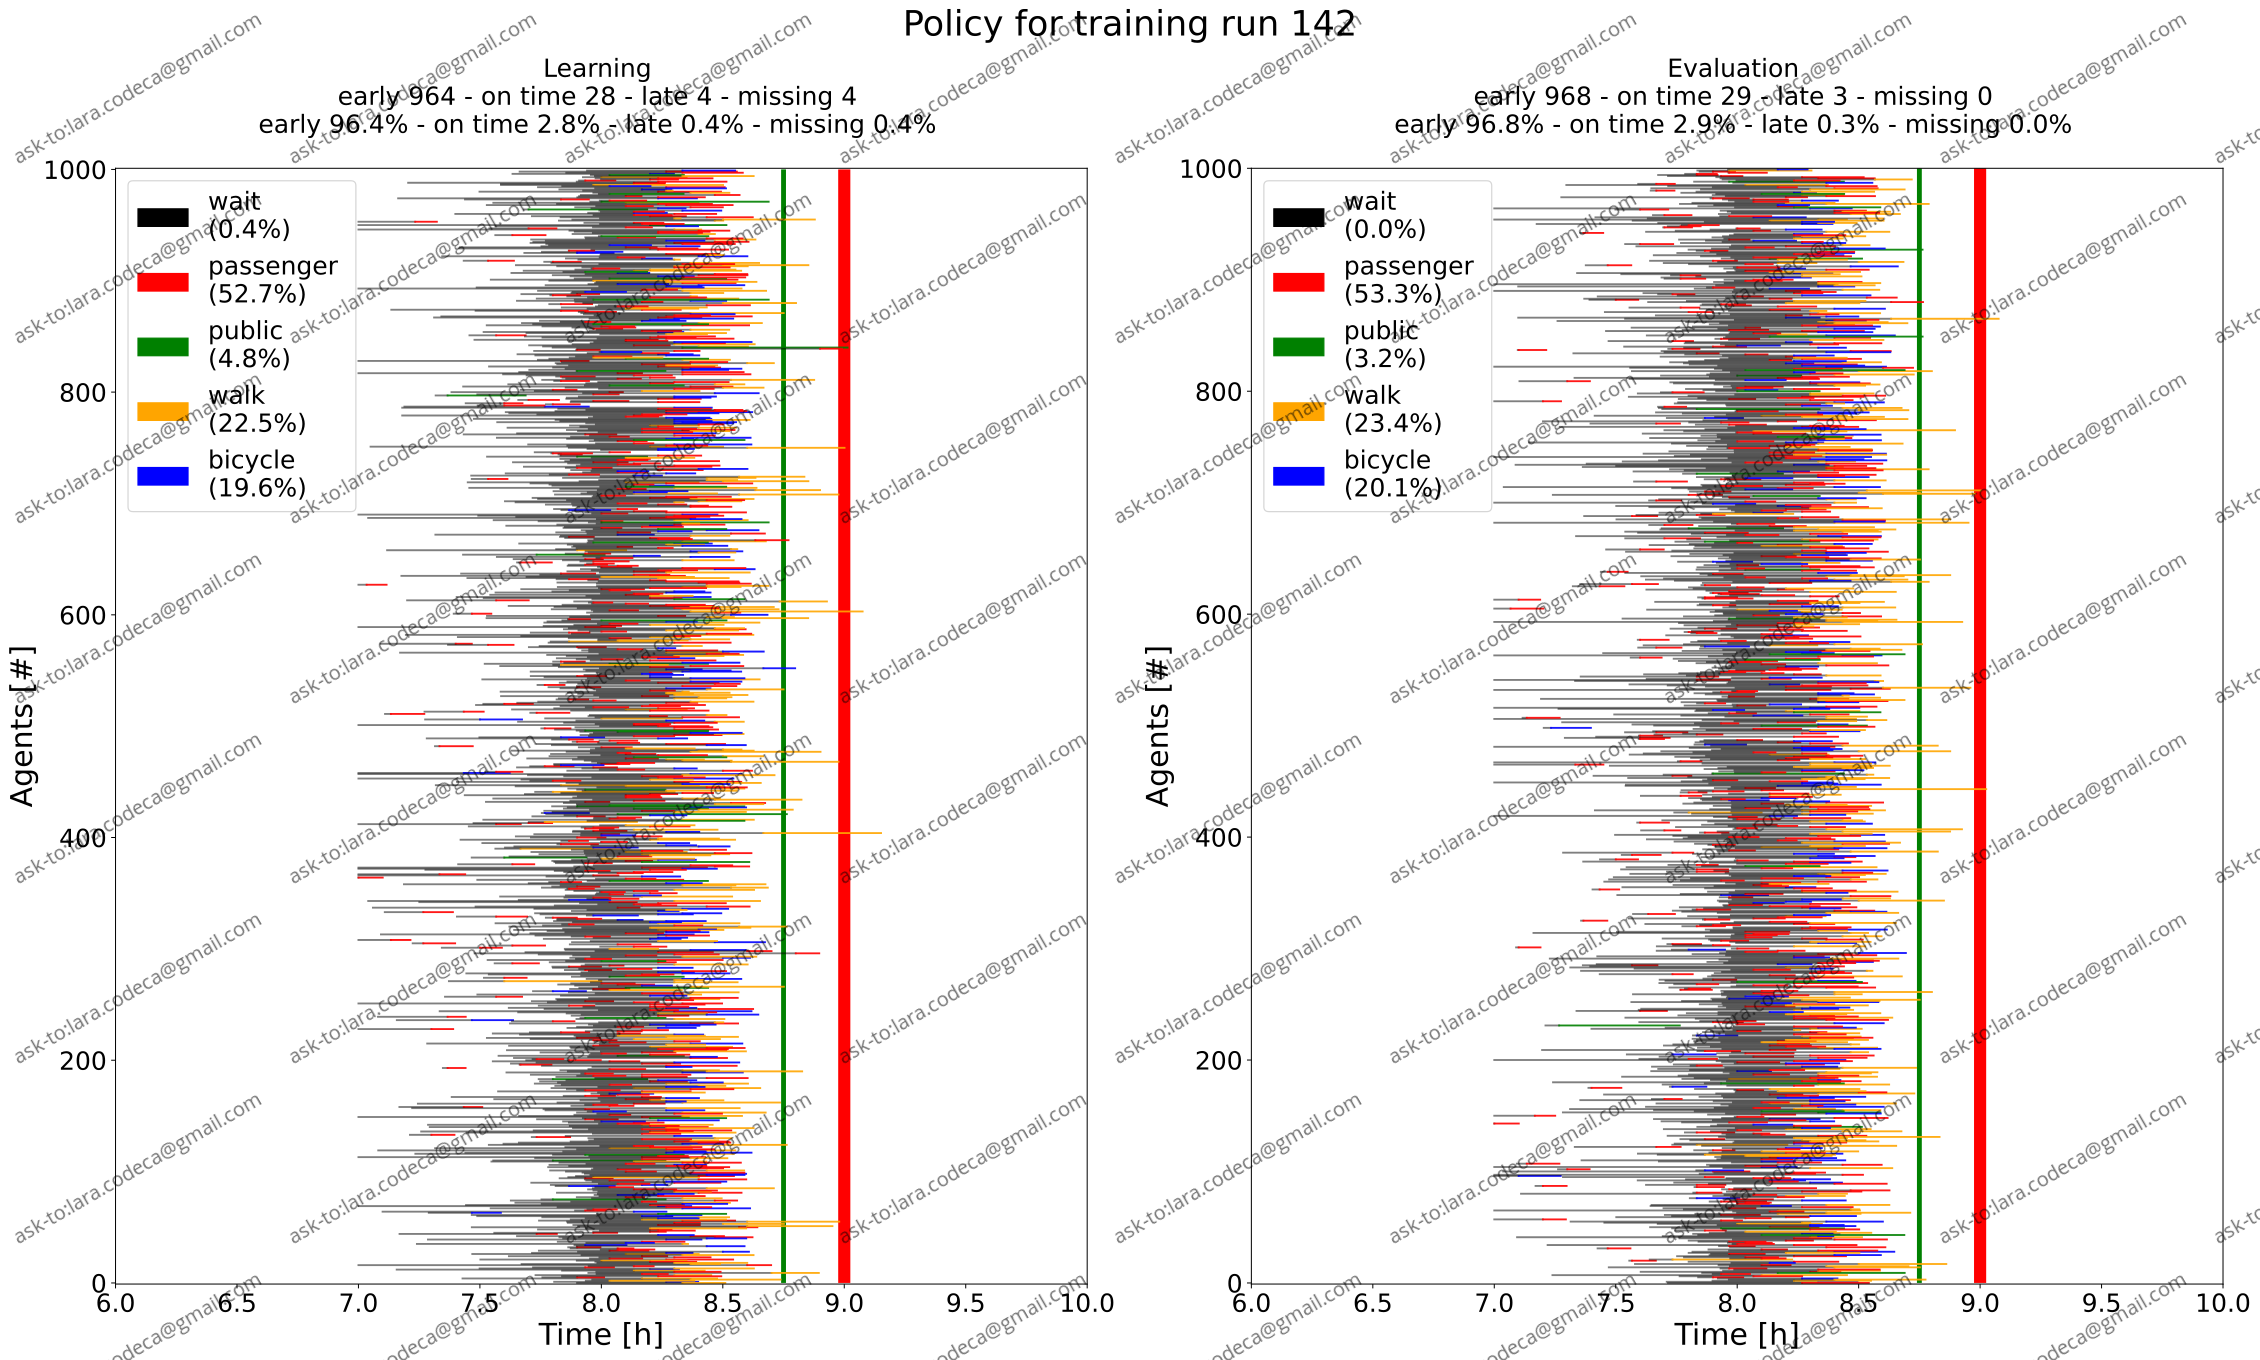 Policy for training run 142
Learning
early 964 - on time 28 - late 4 - missing 4
early 96.4% - on time 2.8% - late 0.4% - missing 0.4%
wait
(0.4%)
passenger
(52.7%)
public
(4.8%)
walk
(22.5%)
bicycle
(19.6%)
Agents [#]
1000
800
600
400
200
0
6.0 6.5 7.0 7.5 8.0 8.5 9.0 9.5 10.0
Time [h]
Evaluation
early 968 - on time 29 - late 3 - missing 0
early 96.8% - on time 2.9% - late 0.3% - missing 0.0%
wait
(0.0%)
passenger
(53.3%)
public
(3.2%)
walk
(23.4%)
bicycle
(20.1%)
Agents [#]
1000
800
600
400
200
0
6.0 6.5 7.0 7.5 8.0 8.5 9.0 9.5 10.0
Time [h]
ask-to:lara.codeca@gmail.com